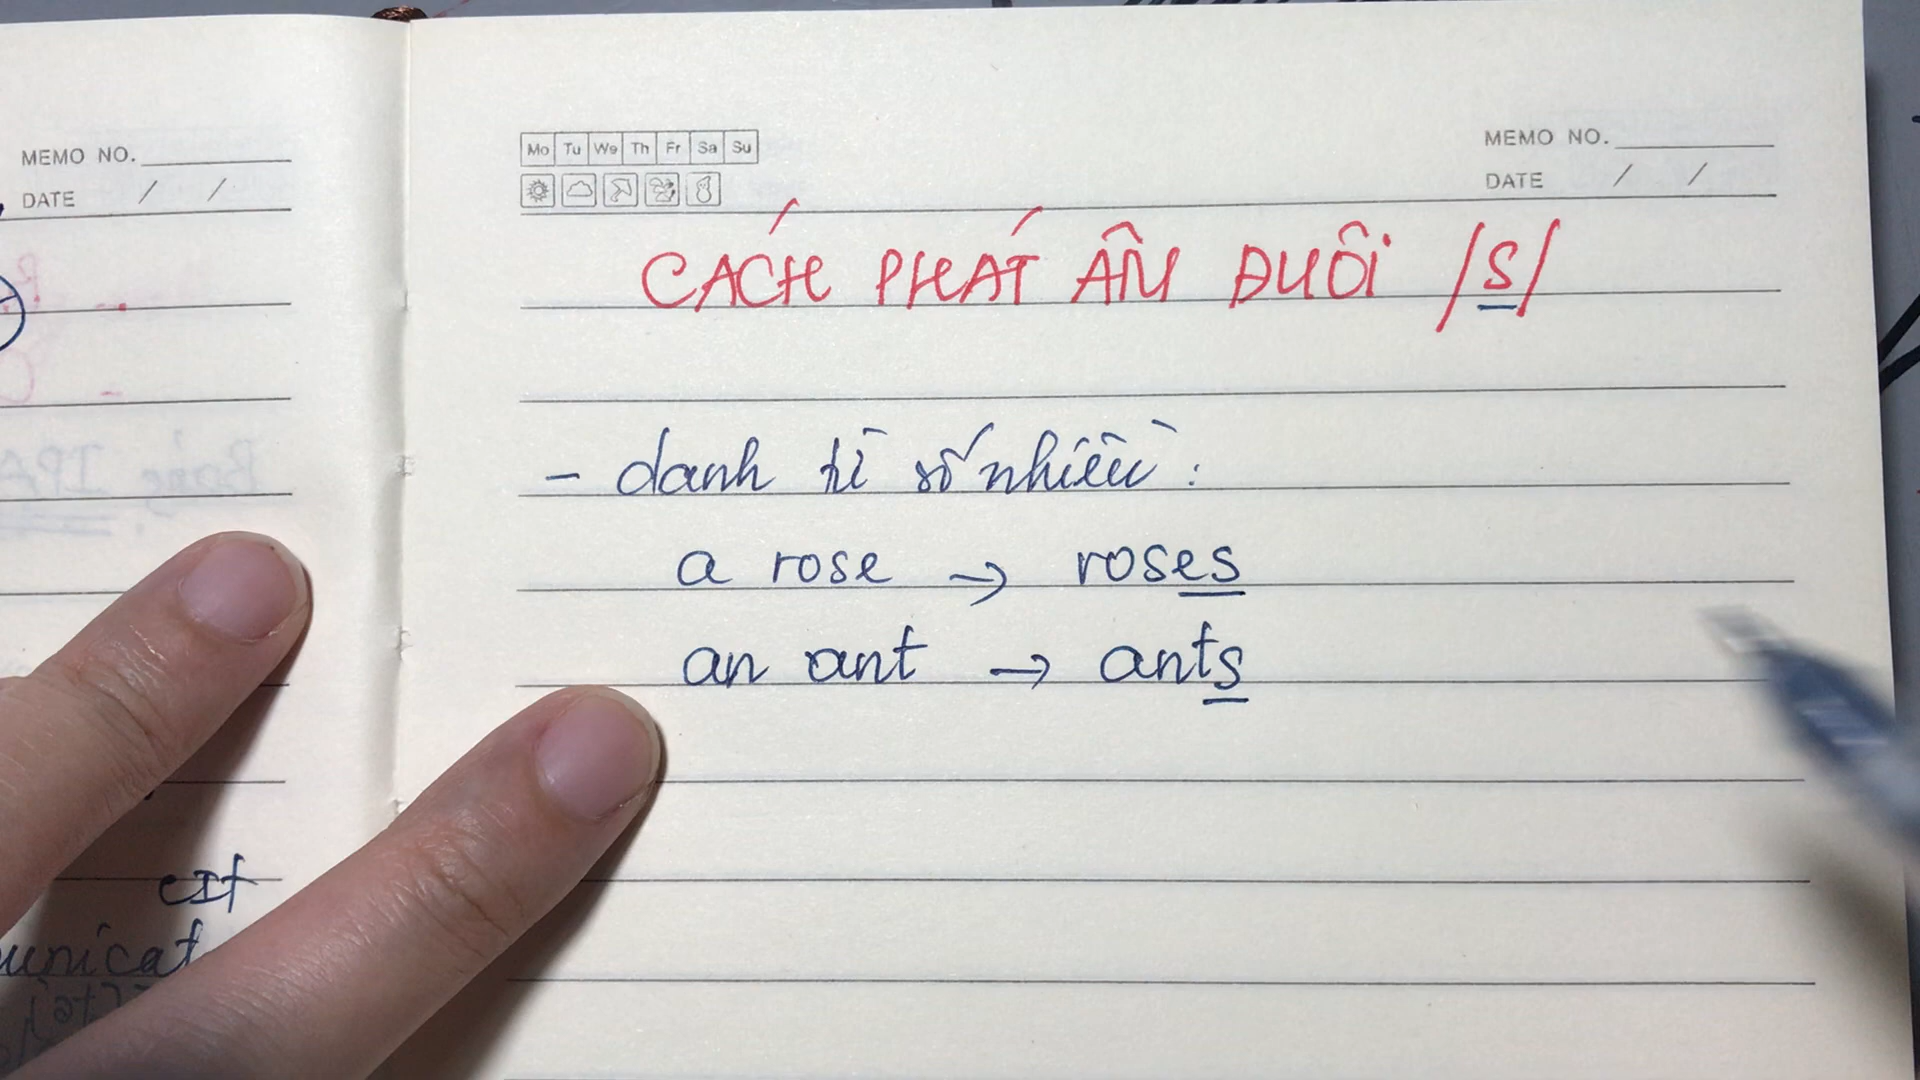 MEMO NO.
DATE / /
cIt
Mo Tu We Th Fr Sa Su
MEMO NO.
DATE / /
CÁCH PHÁT ÂM ĐUÔI /s/
- danh từ số nhiều:
a rose → roses
an ant → ants